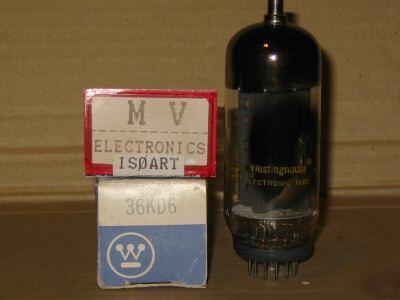 M V
ELECTRONICS
ISØART
36KD6
W
Westinghouse
ELECTRONIC TUBE